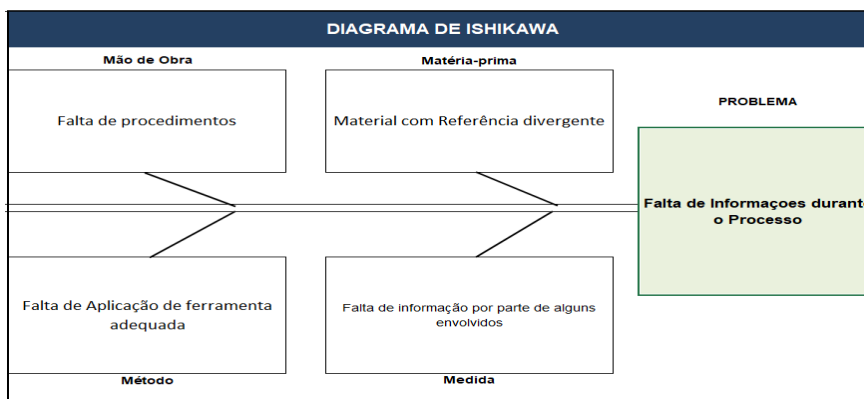 DIAGRAMA DE ISHIKAWA
Mão de Obra
Matéria-prima
Falta de procedimentos
Material com Referência divergente
PROBLEMA
Falta de Informaçoes durante
o Processo
Falta de Aplicação de ferramenta
adequada
Falta de informação por parte de alguns
envolvidos
Método
Medida